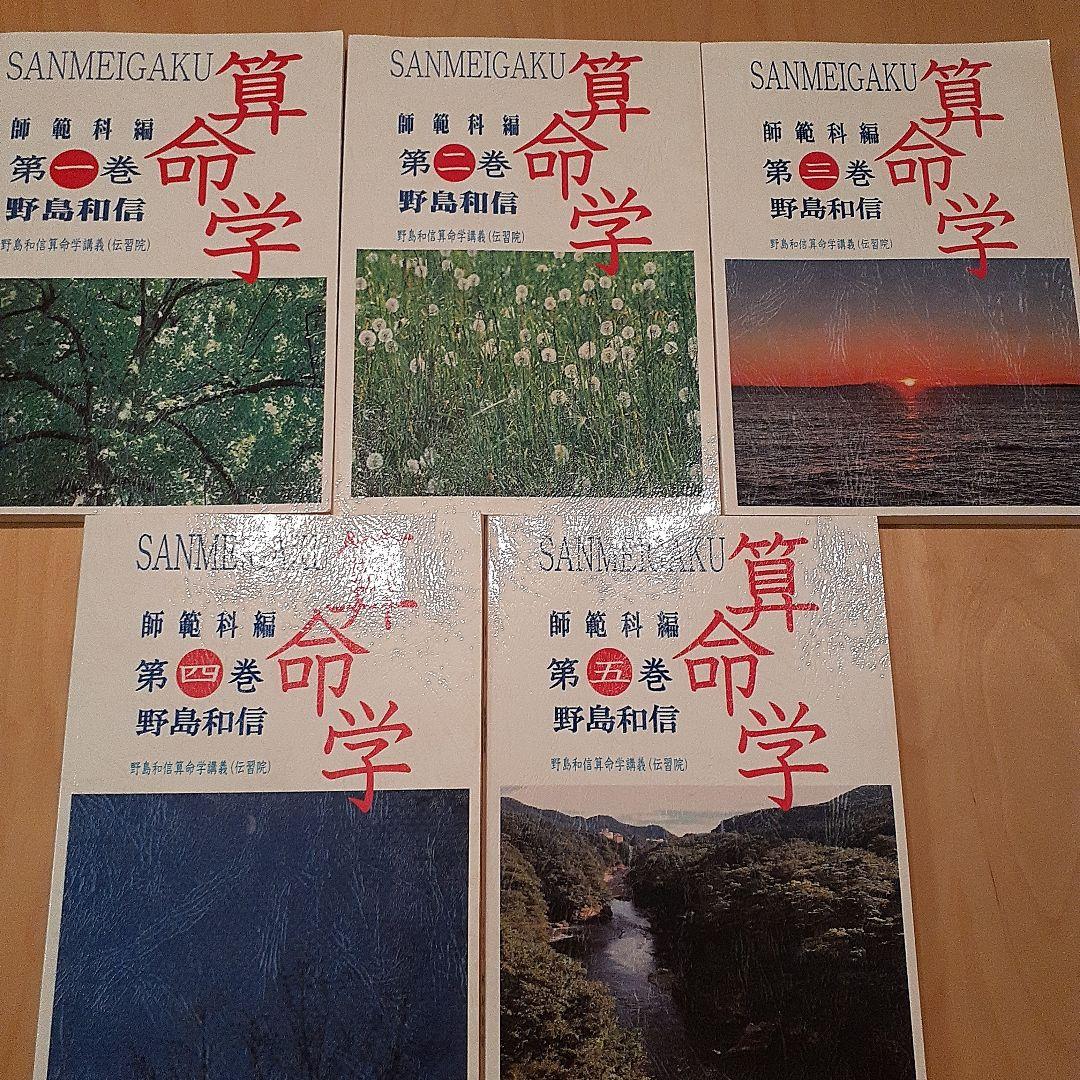 SANMEIGAKU
算命学
師範科編
第一巻
野島和信
野島和信算命学講義(伝習院)
SANMEIGAKU
算命学
師範科編
第二巻
野島和信
野島和信算命学講義(伝習院)
SANMEIGAKU
算命学
師範科編
第三巻
野島和信
野島和信算命学講義(伝習院)
SANMEIGAKU
算命学
師範科編
第四巻
野島和信
野島和信算命学講義(伝習院)
SANMEIGAKU
算命学
師範科編
第五巻
野島和信
野島和信算命学講義(伝習院)